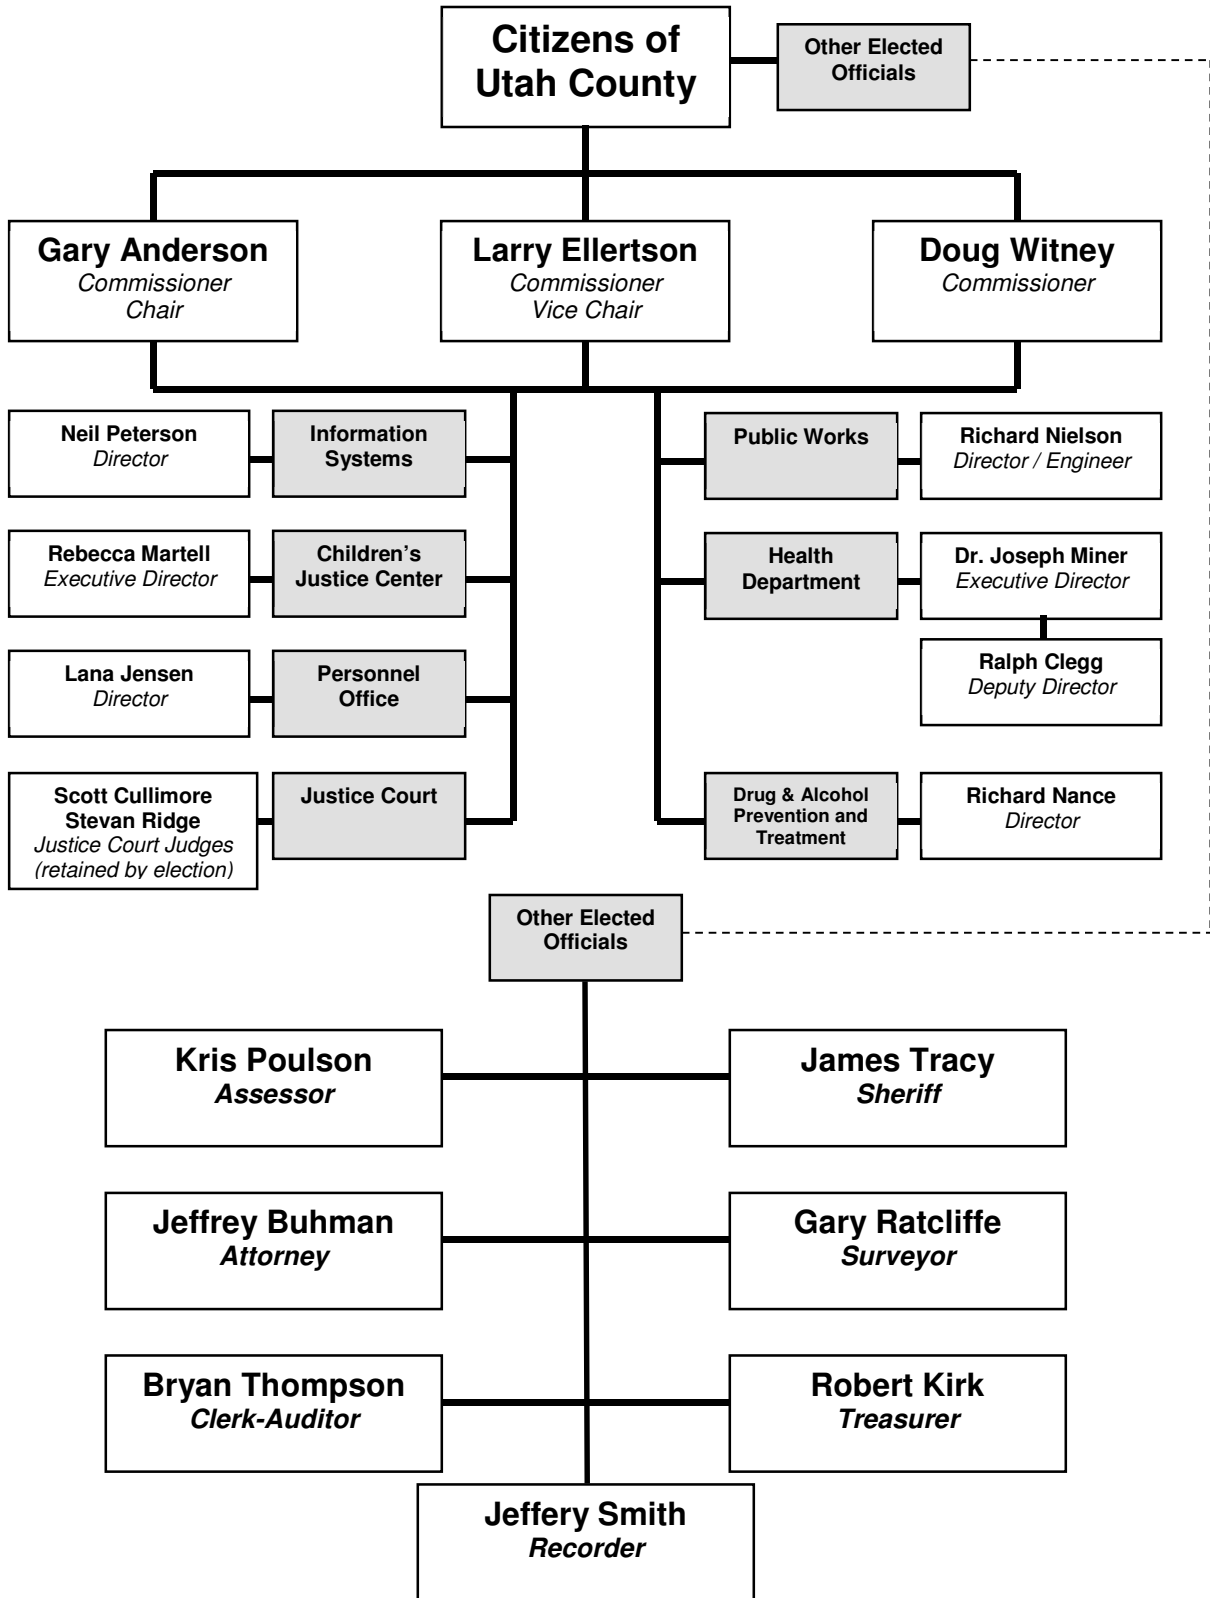 Citizens of
Utah County
Other Elected
Officials
Gary Anderson
Commissioner
Chair
Larry Ellertson
Commissioner
Vice Chair
Doug Witney
Commissioner
Neil Peterson
Director
Information
Systems
Public Works
Richard Nielson
Director / Engineer
Rebecca Martell
Executive Director
Children's
Justice Center
Health
Department
Dr. Joseph Miner
Executive Director
Ralph Clegg
Deputy Director
Lana Jensen
Director
Personnel
Office
Scott Cullimore
Stevan Ridge
Justice Court Judges
(retained by election)
Justice Court
Drug & Alcohol
Prevention and
Treatment
Richard Nance
Director
Other Elected
Officials
Kris Poulson
Assessor
James Tracy
Sheriff
Jeffrey Buhman
Attorney
Gary Ratcliffe
Surveyor
Bryan Thompson
Clerk-Auditor
Robert Kirk
Treasurer
Jeffery Smith
Recorder